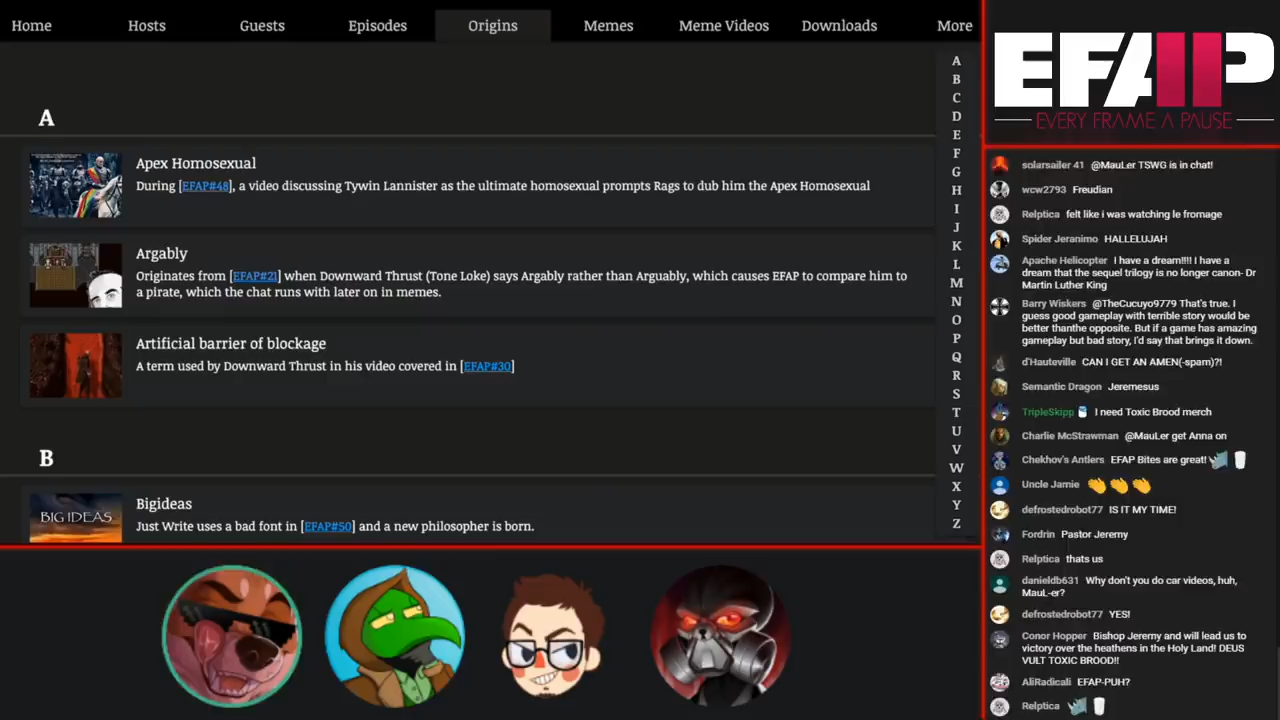 Home Hosts Guests Episodes Origins Memes Meme Videos Downloads More
A
Apex Homosexual
During [EFAP#48], a video discussing Tywin Lannister as the ultimate homosexual prompts Rags to dub him the Apex Homosexual
Argably
Originates from [EFAP#21] when Downward Thrust (Tone Loke) says Argably rather than Arguably, which causes EFAP to compare him to
a pirate, which the chat runs with later on in memes.
Artificial barrier of blockage
A term used by Downward Thrust in his video covered in [EFAP#30]
B
BIG IDEAS
Bigideas
Just Write uses a bad font in [EFAP#50] and a new philosopher is born.
A
B
C
D
E
F
G
H
I
J
K
L
M
N
O
P
Q
R
S
T
U
V
W
X
Y
Z
EFAP
EVERY FRAME A PAUSE
solarsailer 41 @MauLer TSWG is in chat!
wcw2793 Freudian
Relptica felt like i was watching le fromage
Spider Jeranimo HALLELUJAH
Apache Helicopter I have a dream!!!! I have a
dream that the sequel trilogy is no longer canon- Dr
Martin Luther King
Barry Wiskers @TheCucuyo9779 That's true. I
guess good gameplay with terrible story would be
better thanthe opposite. But if a game has amazing
gameplay but bad story, I'd say that brings it down.
d'Hauteville CAN I GET AN AMEN(-spam)?!
Semantic Dragon Jeremesus
TripleSkipp I need Toxic Brood merch
Charlie McStrawman @MauLer get Anna on
Chekhov's Antlers EFAP Bites are great!
Uncle Jamie 👏👏👏
defrostedrobot77 IS IT MY TIME!
Fordrin Pastor Jeremy
Relptica thats us
danieldb631 Why don't you do car videos, huh,
MauL-er?
defrostedrobot77 YES!
Conor Hopper Bishop Jeremy and will lead us to
victory over the heathens in the Holy Land! DEUS
VULT TOXIC BROOD!!
AliRadicali EFAP-PUH?
Relptica